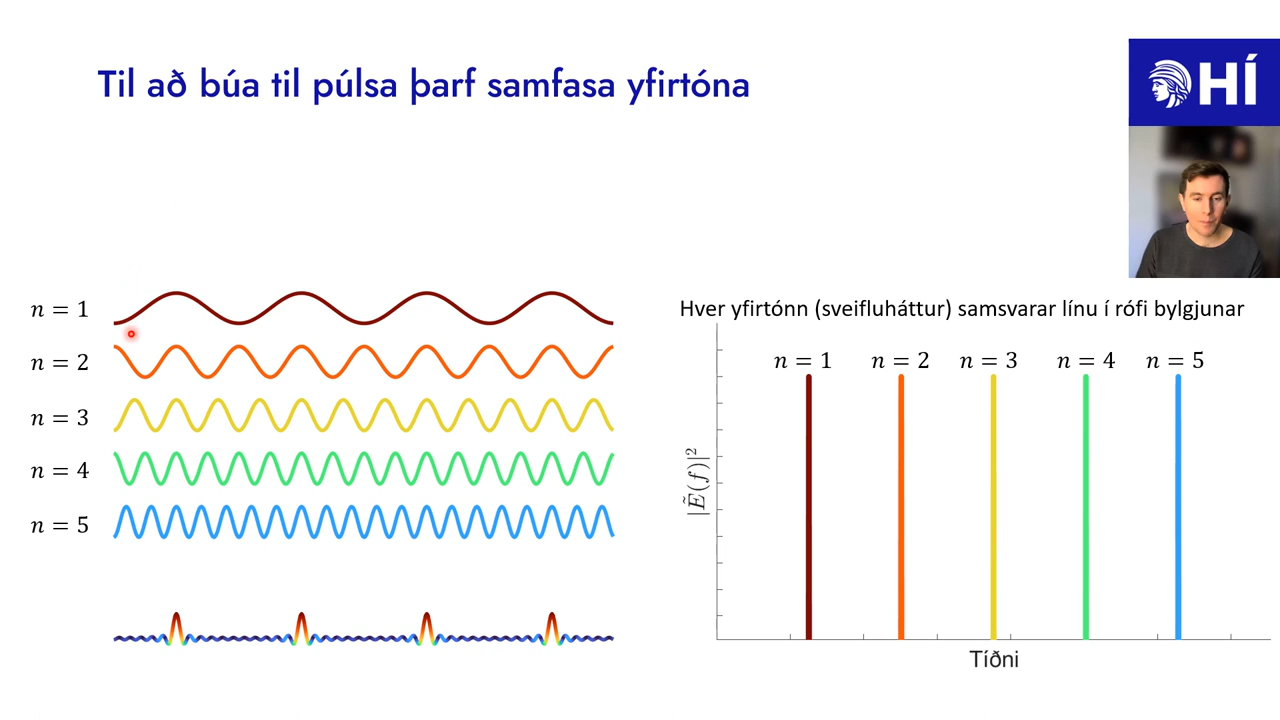 Til að búa til púlsa þarf samfasa yfirtóna
HÍ
n = 1
n = 2
n = 3
n = 4
n = 5
Hver yfirtónn (sveifluháttur) samsvarar línu í rófi bylgjunar
n = 1 n = 2 n = 3 n = 4 n = 5
|Ẽ(f)|²
Tíðni